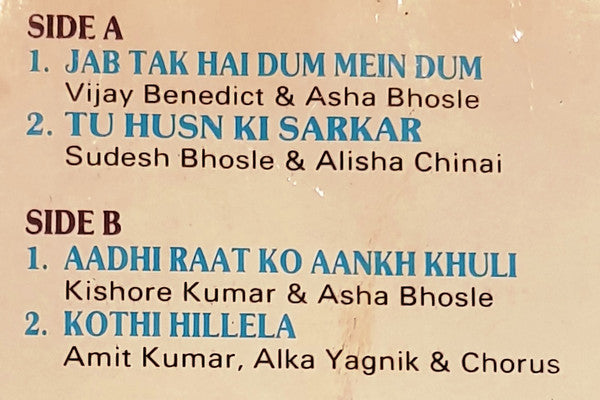 SIDE A
1. JAB TAK HAI DUM MEIN DUM
Vijay Benedict & Asha Bhosle
2. TU HUSN KI SARKAR
Sudesh Bhosle & Alisha Chinai
SIDE B
1. AADHI RAAT KO AANKH KHULI
Kishore Kumar & Asha Bhosle
2. KOTHI HILLELA
Amit Kumar, Alka Yagnik & Chorus